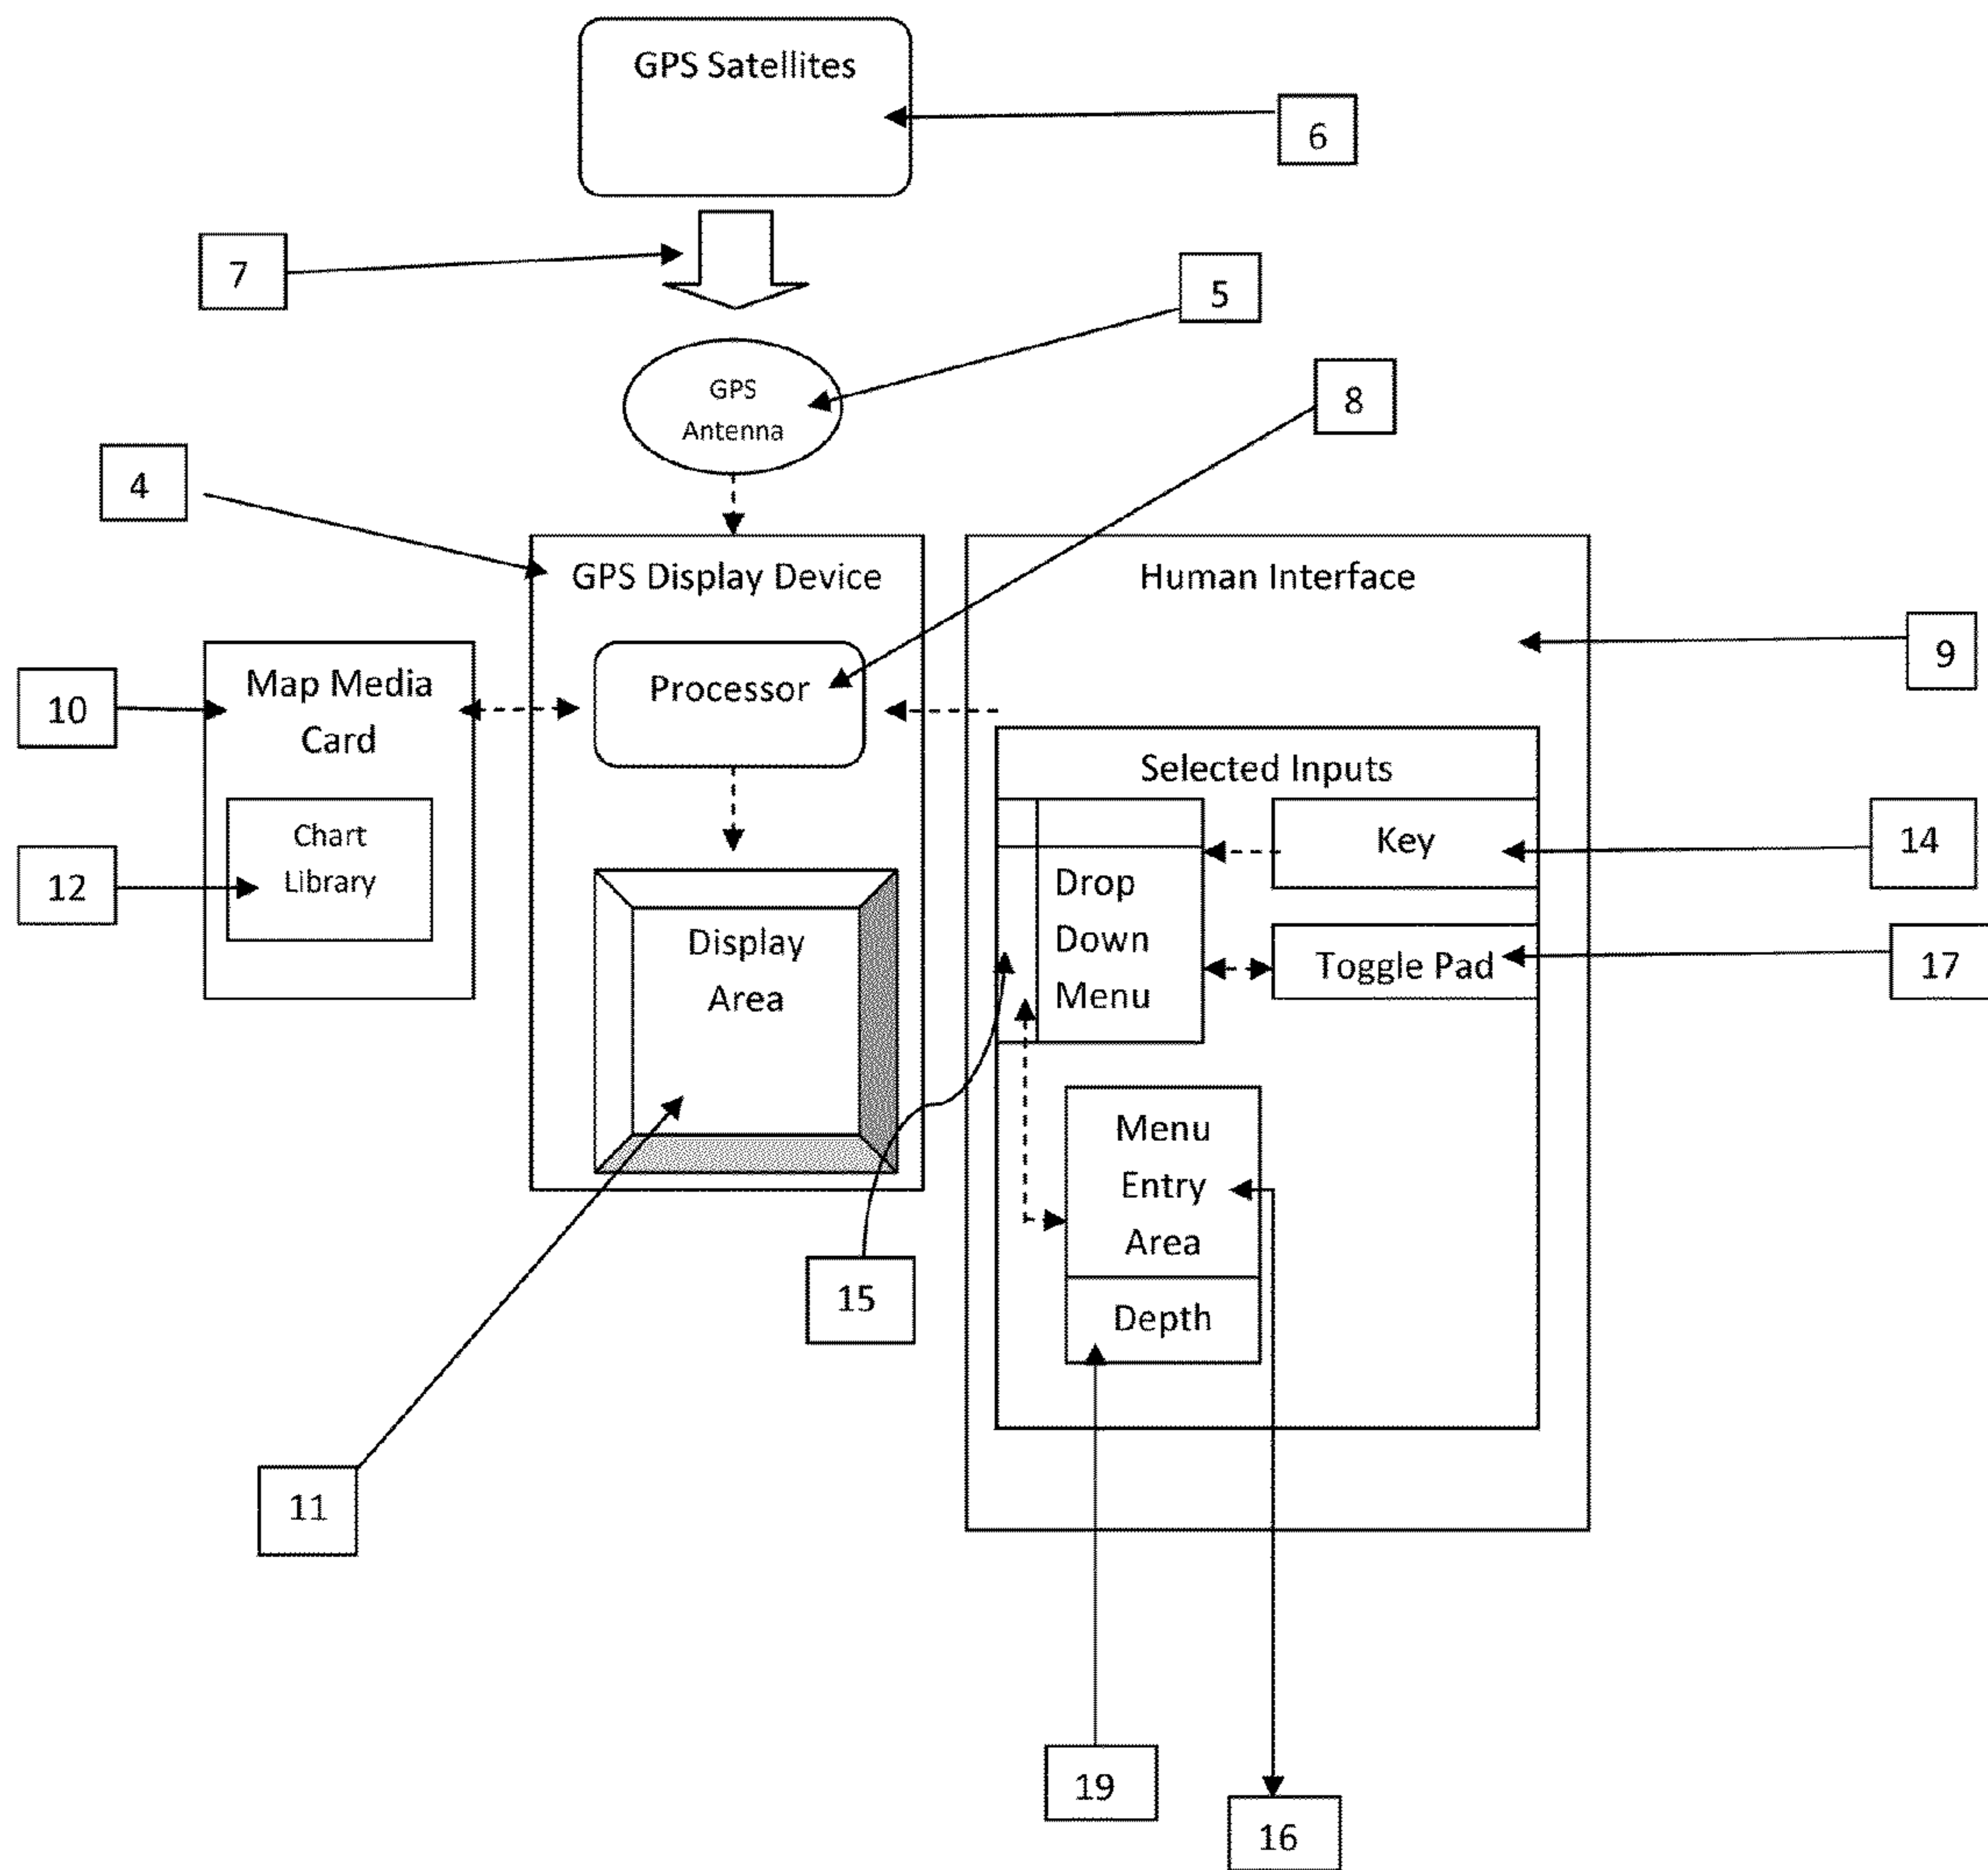 GPS Satellites
6
7
5
GPS
Antenna
8
4
GPS Display Device
Human Interface
9
Map Media
Card
10
Processor
Selected Inputs
Chart
Library
12
Key
14
Drop
Down
Menu
Display
Area
Toggle Pad
17
Menu
Entry
Area
15
Depth
11
19
16